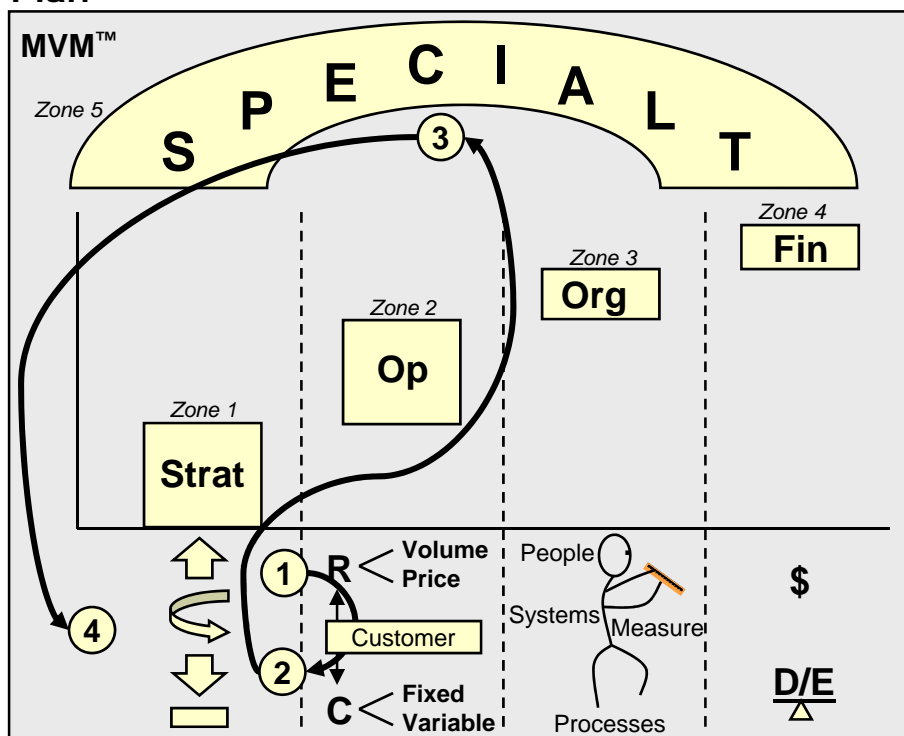 Plan
MVM™
S P E C I A L T
Zone 5
3
Zone 4
Fin
Zone 3
Org
Zone 2
Op
Zone 1
Strat
1
R
Volume
Price
People
$
4
Customer
Systems
Measure
2
C
Fixed
Variable
Processes
D/E